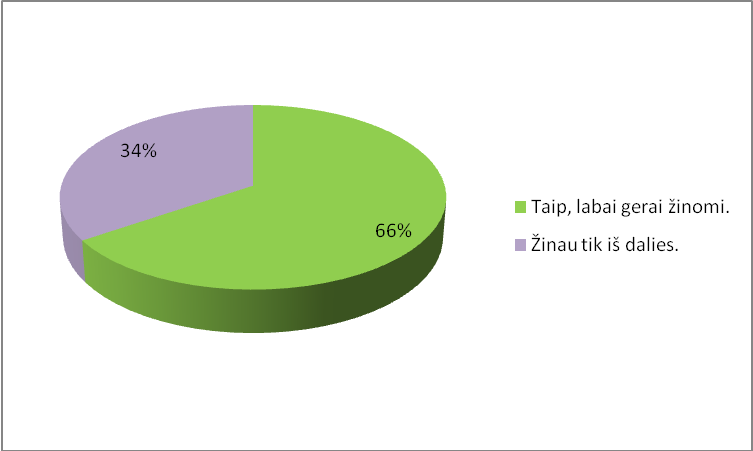 34%
66%
Taip, labai gerai žinomi.
Žinau tik iš dalies.